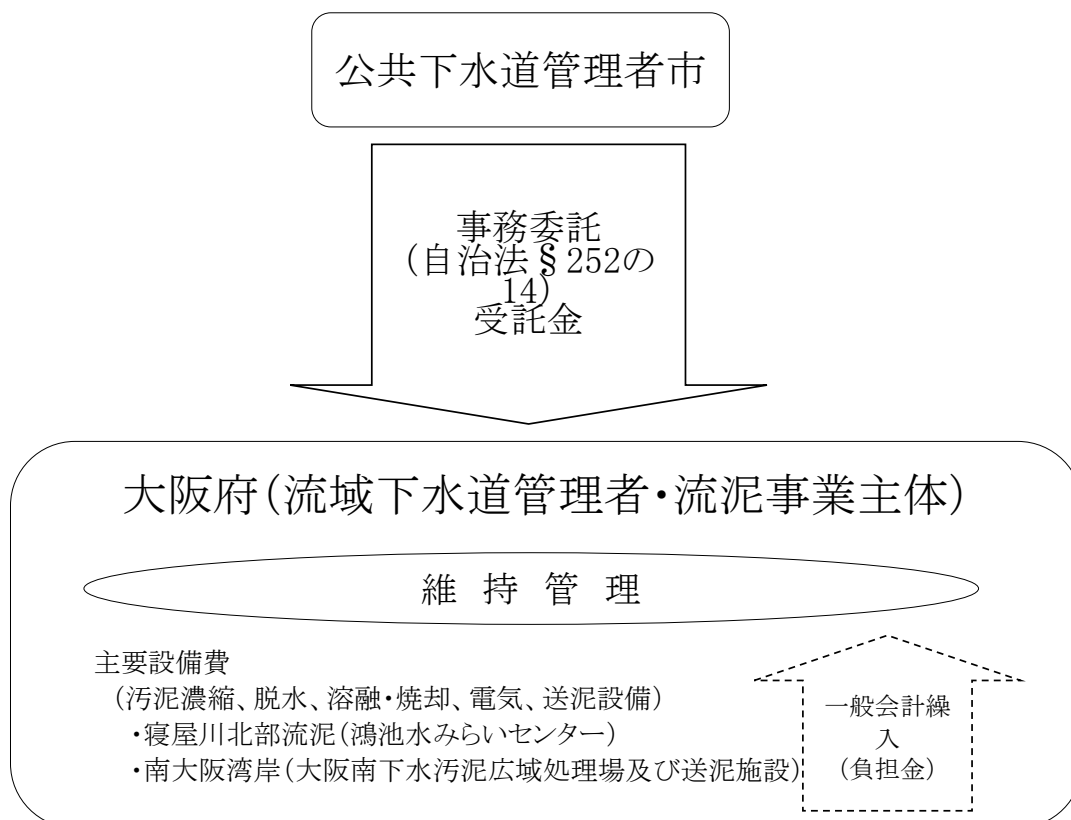 公共下水道管理者市
事務委託
(自治法§252の
14)
受託金
大阪府(流域下水道管理者・流泥事業主体)
維 持 管 理
主要設備費
(汚泥濃縮、脱水、溶融・焼却、電気、送泥設備)
・寝屋川北部流泥(鴻池水みらいセンター)
・南大阪湾岸(大阪南下水汚泥広域処理場及び送泥施設)
一般会計繰
入
(負担金)